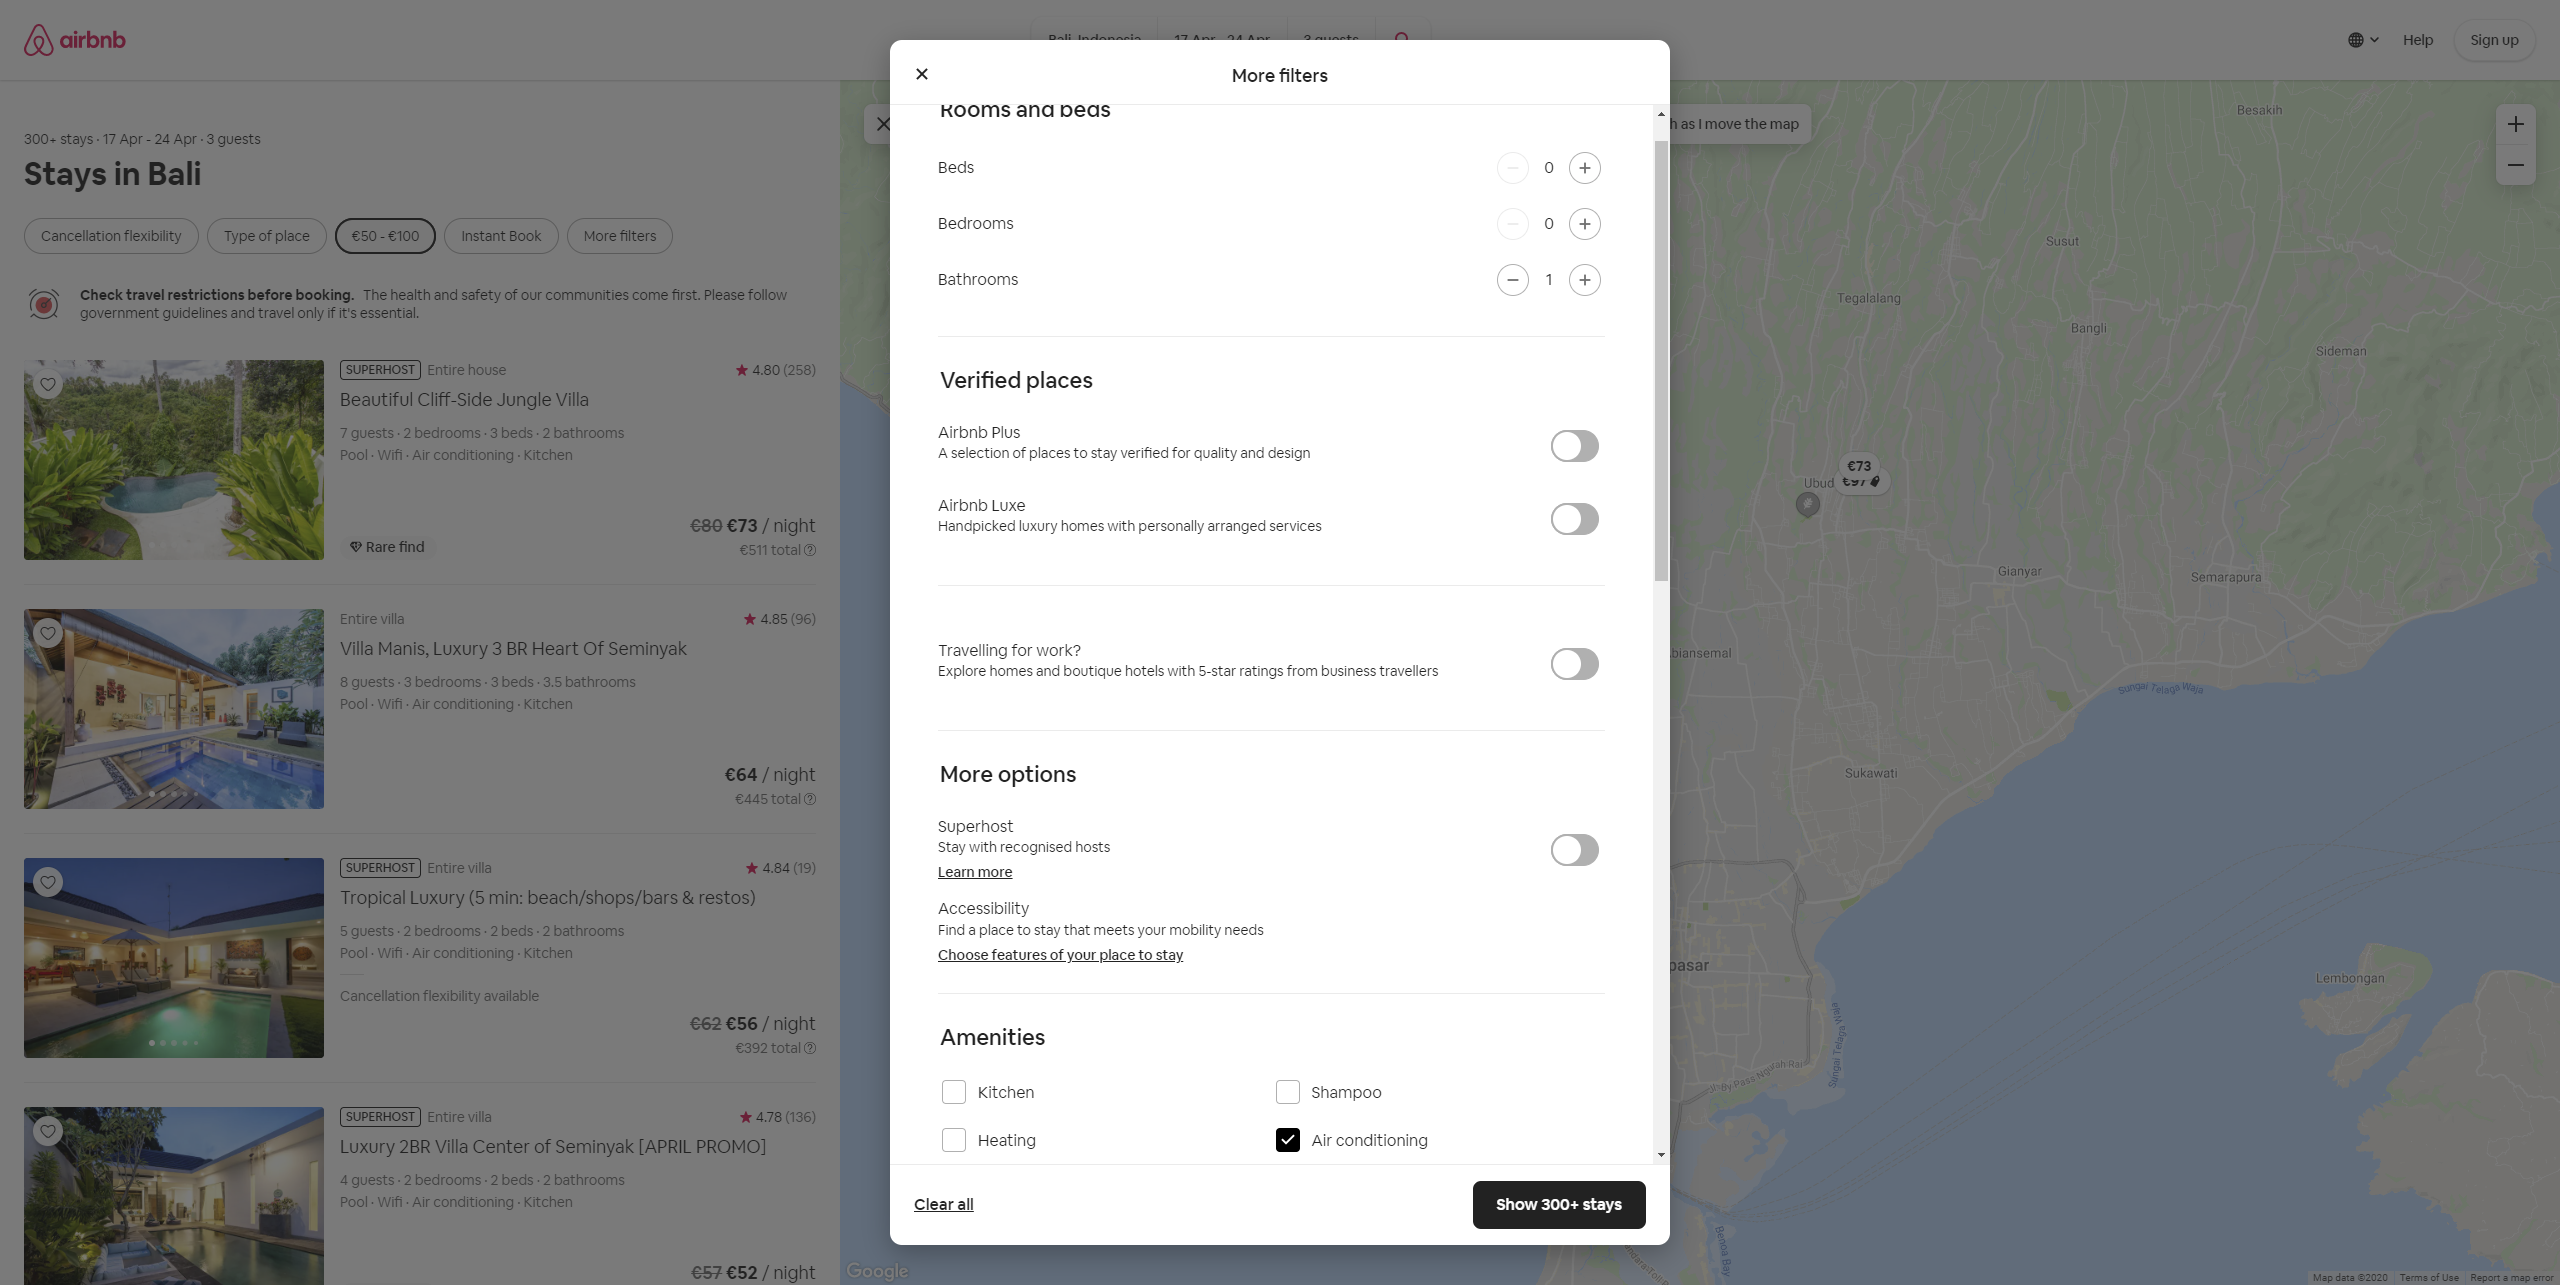 airbnb
Bali, Indonesia
17 Apr - 24 Apr
3 guests
Help
Sign up
300+ stays · 17 Apr - 24 Apr · 3 guests
Stays in Bali
Cancellation flexibility
Type of place
€50 - €100
Instant Book
More filters
Check travel restrictions before booking. The health and safety of our communities come first. Please follow
government guidelines and travel only if it's essential.
SUPERHOST Entire house
4.80 (258)
Beautiful Cliff-Side Jungle Villa
7 guests · 2 bedrooms · 3 beds · 2 bathrooms
Pool · Wifi · Air conditioning · Kitchen
€80 €73 / night
Rare find
€511 total
Entire villa
4.85 (96)
Villa Manis, Luxury 3 BR Heart Of Seminyak
8 guests · 3 bedrooms · 3 beds · 3.5 bathrooms
Pool · Wifi · Air conditioning · Kitchen
€64 / night
€445 total
SUPERHOST Entire villa
4.84 (19)
Tropical Luxury (5 min: beach/shops/bars & restos)
5 guests · 2 bedrooms · 2 beds · 2 bathrooms
Pool · Wifi · Air conditioning · Kitchen
Cancellation flexibility available
€62 €56 / night
€392 total
SUPERHOST Entire villa
4.78 (136)
Luxury 2BR Villa Center of Seminyak [APRIL PROMO]
4 guests · 2 bedrooms · 2 beds · 2 bathrooms
Pool · Wifi · Air conditioning · Kitchen
€57 €52 / night
More filters
Rooms and beds
Beds
0
Bedrooms
0
Bathrooms
1
Verified places
Airbnb Plus
A selection of places to stay verified for quality and design
Airbnb Luxe
Handpicked luxury homes with personally arranged services
Travelling for work?
Explore homes and boutique hotels with 5-star ratings from business travellers
More options
Superhost
Stay with recognised hosts
Learn more
Accessibility
Find a place to stay that meets your mobility needs
Choose features of your place to stay
Amenities
Kitchen
Shampoo
Heating
Air conditioning
Clear all
Show 300+ stays
h as I move the map
Besakih
Susut
Tegalalang
Bangli
Sideman
€73
Ubud
€97
Gianyar
Semarapura
biansemal
Sungai Telaga Waja
Sukawati
pasar
Lembongan
Sungai Telaga Waja
Jl. By Pass Ngurah Rai
Benoa Bay
Google
Map data ©2020
Terms of Use
Report a map error